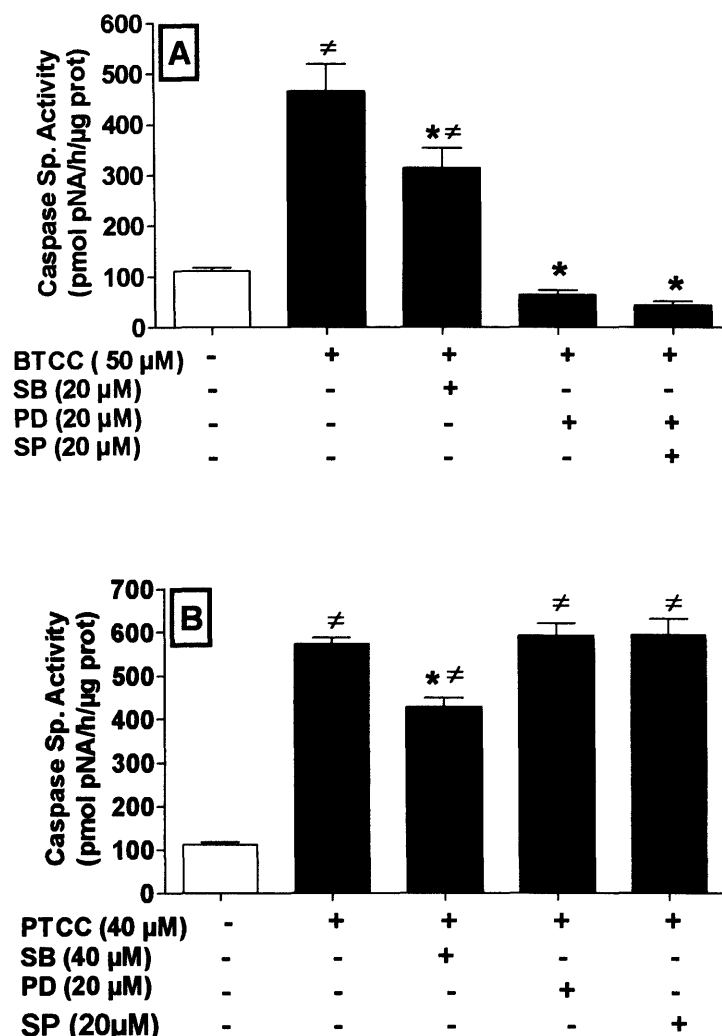 A
Caspase Sp. Activity
(pmol pNA/h/µg prot)
600
500
400
300
200
100
0
≠
* ≠
*
*
BTCC ( 50 µM) - + + + +
SB (20 µM) - - + - -
PD (20 µM) - - - + +
SP (20 µM) - - - - +
B
Caspase Sp. Activity
(pmol pNA/h/µg prot)
700
600
500
400
300
200
100
0
≠
* ≠
≠
≠
PTCC (40 µM) - + + + +
SB (40 µM) - - + - -
PD (20 µM) - - - + -
SP (20µM) - - - - +